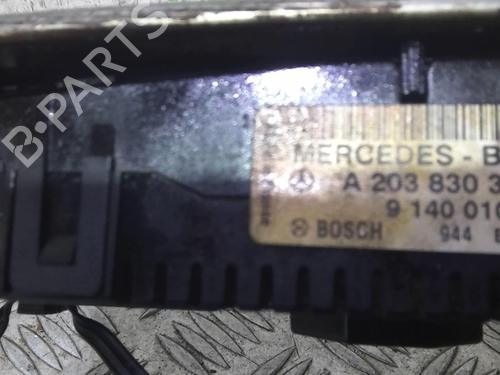 B-PARTS
MERCEDES - B
A 203 830 3
9 140 010
BOSCH 944